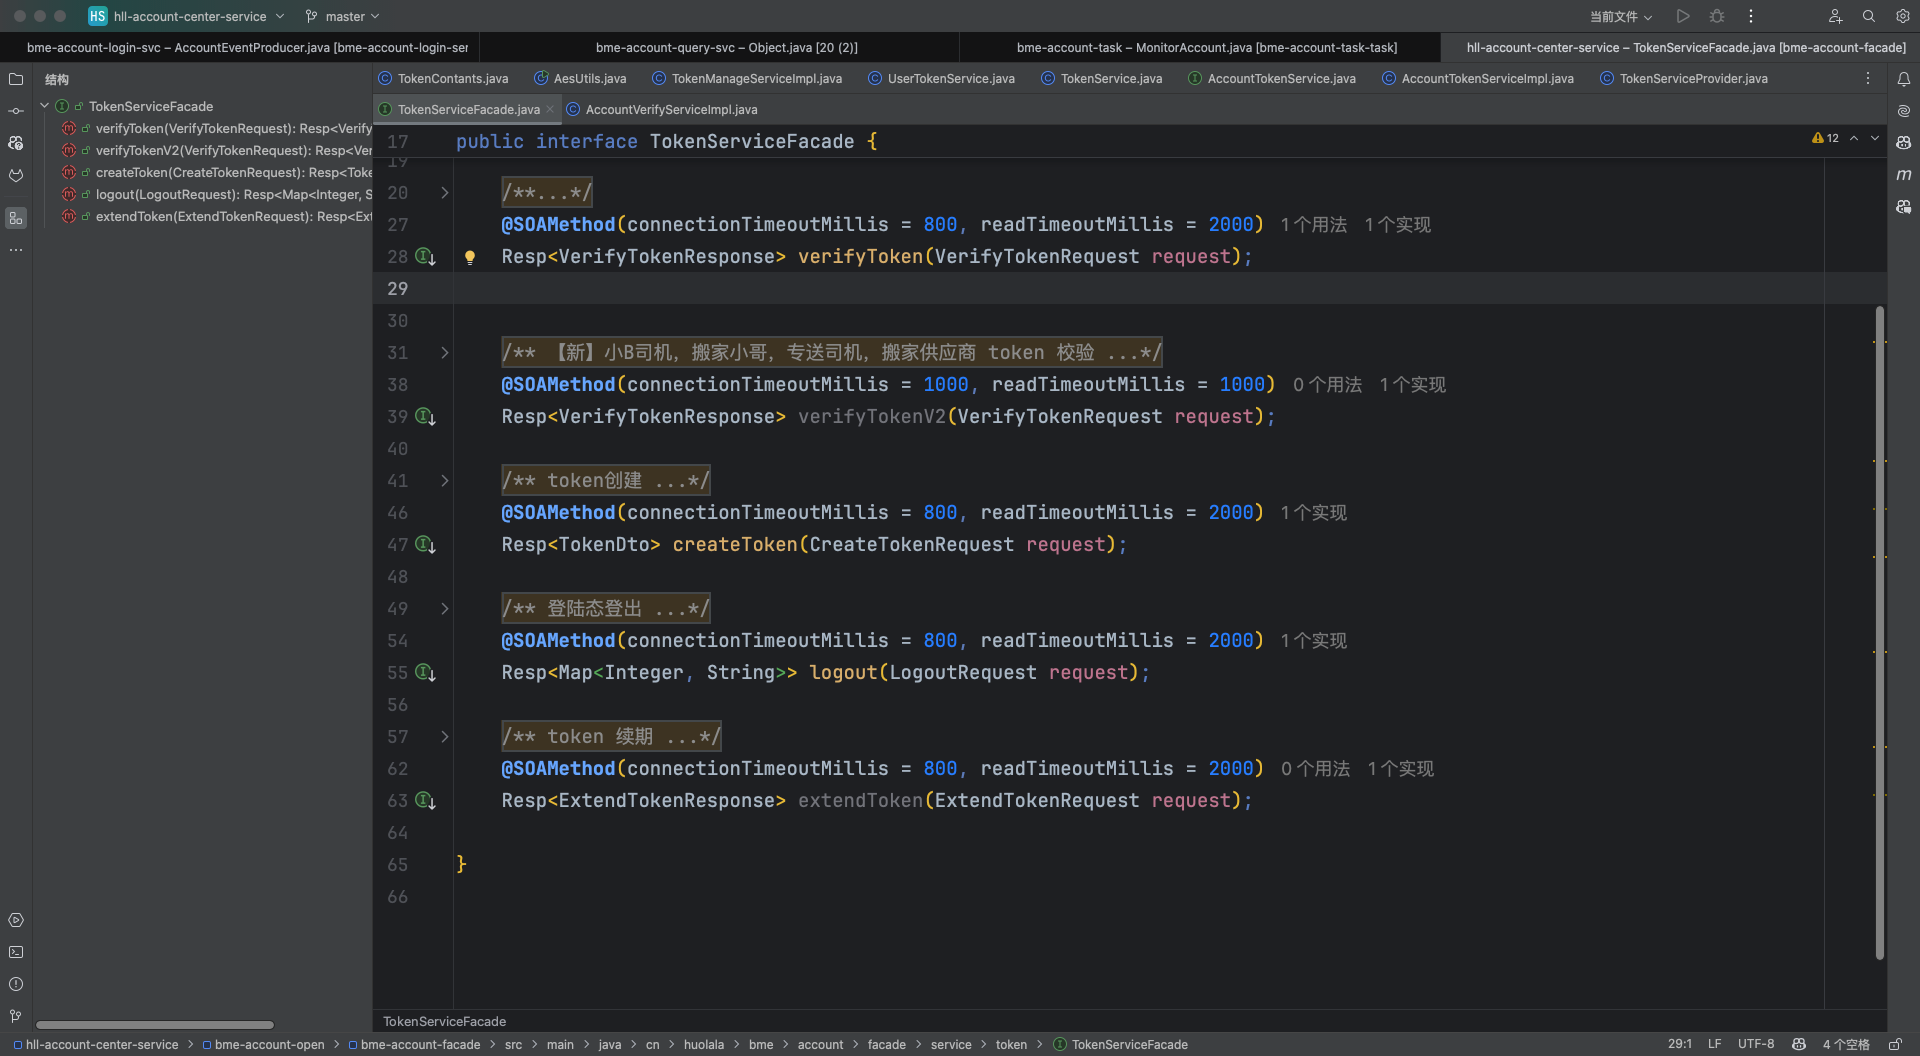 HS hll-account-center-service master 当前文件
bme-account-login-svc – AccountEventProducer.java [bme-account-login-ser
bme-account-query-svc – Object.java [20 (2)]
bme-account-task – MonitorAccount.java [bme-account-task-task]
hll-account-center-service – TokenServiceFacade.java [bme-account-facade]
结构
TokenServiceFacade
verifyToken(VerifyTokenRequest): Resp<Verify
verifyTokenV2(VerifyTokenRequest): Resp<Ver
createToken(CreateTokenRequest): Resp<Toke
logout(LogoutRequest): Resp<Map<Integer, S
extendToken(ExtendTokenRequest): Resp<Ext
TokenContants.java AesUtils.java TokenManageServiceImpl.java UserTokenService.java TokenService.java AccountTokenService.java AccountTokenServiceImpl.java TokenServiceProvider.java
TokenServiceFacade.java AccountVerifyServiceImpl.java
17 public interface TokenServiceFacade { 12
19
20 /**...*/
27 @SOAMethod(connectionTimeoutMillis = 800, readTimeoutMillis = 2000) 1个用法 1个实现
28 Resp<VerifyTokenResponse> verifyToken(VerifyTokenRequest request);
29
30
31 /** 【新】小B司机，搬家小哥，专送司机，搬家供应商 token 校验 ...*/
38 @SOAMethod(connectionTimeoutMillis = 1000, readTimeoutMillis = 1000) 0个用法 1个实现
39 Resp<VerifyTokenResponse> verifyTokenV2(VerifyTokenRequest request);
40
41 /** token创建 ...*/
46 @SOAMethod(connectionTimeoutMillis = 800, readTimeoutMillis = 2000) 1个实现
47 Resp<TokenDto> createToken(CreateTokenRequest request);
48
49 /** 登陆态登出 ...*/
54 @SOAMethod(connectionTimeoutMillis = 800, readTimeoutMillis = 2000) 1个实现
55 Resp<Map<Integer, String>> logout(LogoutRequest request);
56
57 /** token 续期 ...*/
62 @SOAMethod(connectionTimeoutMillis = 800, readTimeoutMillis = 2000) 0个用法 1个实现
63 Resp<ExtendTokenResponse> extendToken(ExtendTokenRequest request);
64
65 }
66
TokenServiceFacade
hll-account-center-service > bme-account-open > bme-account-facade > src > main > java > cn > huolala > bme > account > facade > service > token > TokenServiceFacade 29:1 LF UTF-8 4个空格